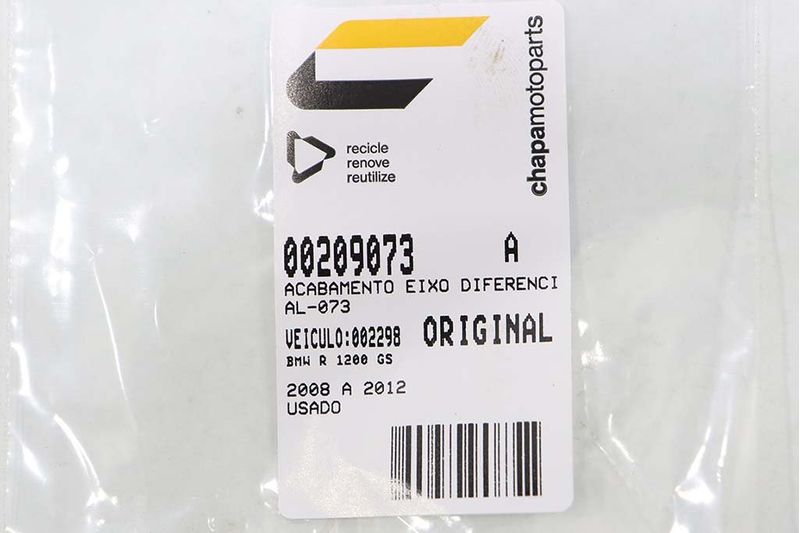 chapamotoparts
recicle
renove
reutilize
00209073 A
ACABAMENTO EIXO DIFERENCI
AL-073
VEICULO:002298 ORIGINAL
BMW R 1200 GS
2008 A 2012
USADO